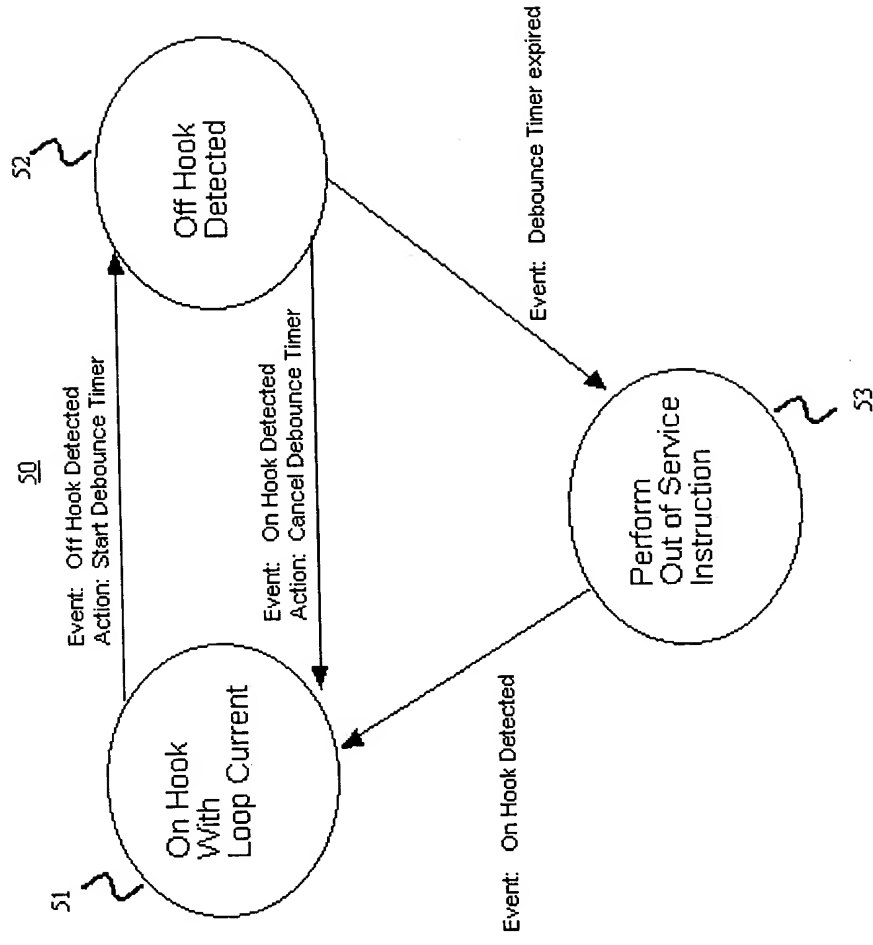 50
51
On Hook
With
Loop Current
Event: Off Hook Detected
Action: Start Debounce Timer
52
Off Hook
Detected
Event: On Hook Detected
Action: Cancel Debounce Timer
Event: On Hook Detected
Perform
Out of Service
Instruction
53
Event: Debounce Timer expired